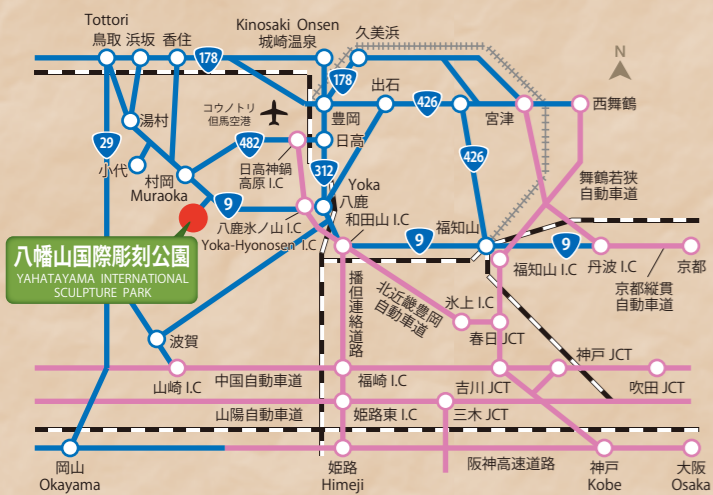 Tottori
鳥取
浜坂
香住
178
Kinosaki Onsen
城崎温泉
久美浜
N
178
コウノトリ
但馬空港
豊岡
出石
426
宮津
西舞鶴
湯村
29
482
日高
426
小代
村岡
Muraoka
日高神鍋
高原 I.C
312
Yoka
八鹿
舞鶴若狭
自動車道
9
八鹿氷ノ山 I.C
Yoka-Hyonosen I.C
和田山 I.C
福知山
9
9
八幡山国際彫刻公園
YAHATAYAMA INTERNATIONAL
SCULPTURE PARK
福知山 I.C
丹波 I.C
京都
京都縦貫
自動車道
播但連絡道路
北近畿豊岡
自動車道
氷上 I.C
春日 JCT
波賀
神戸 JCT
山崎 I.C
中国自動車道
福崎 I.C
吉川 JCT
吹田 JCT
山陽自動車道
姫路東 I.C
三木 JCT
岡山
Okayama
姫路
Himeji
阪神高速道路
神戸
Kobe
大阪
Osaka